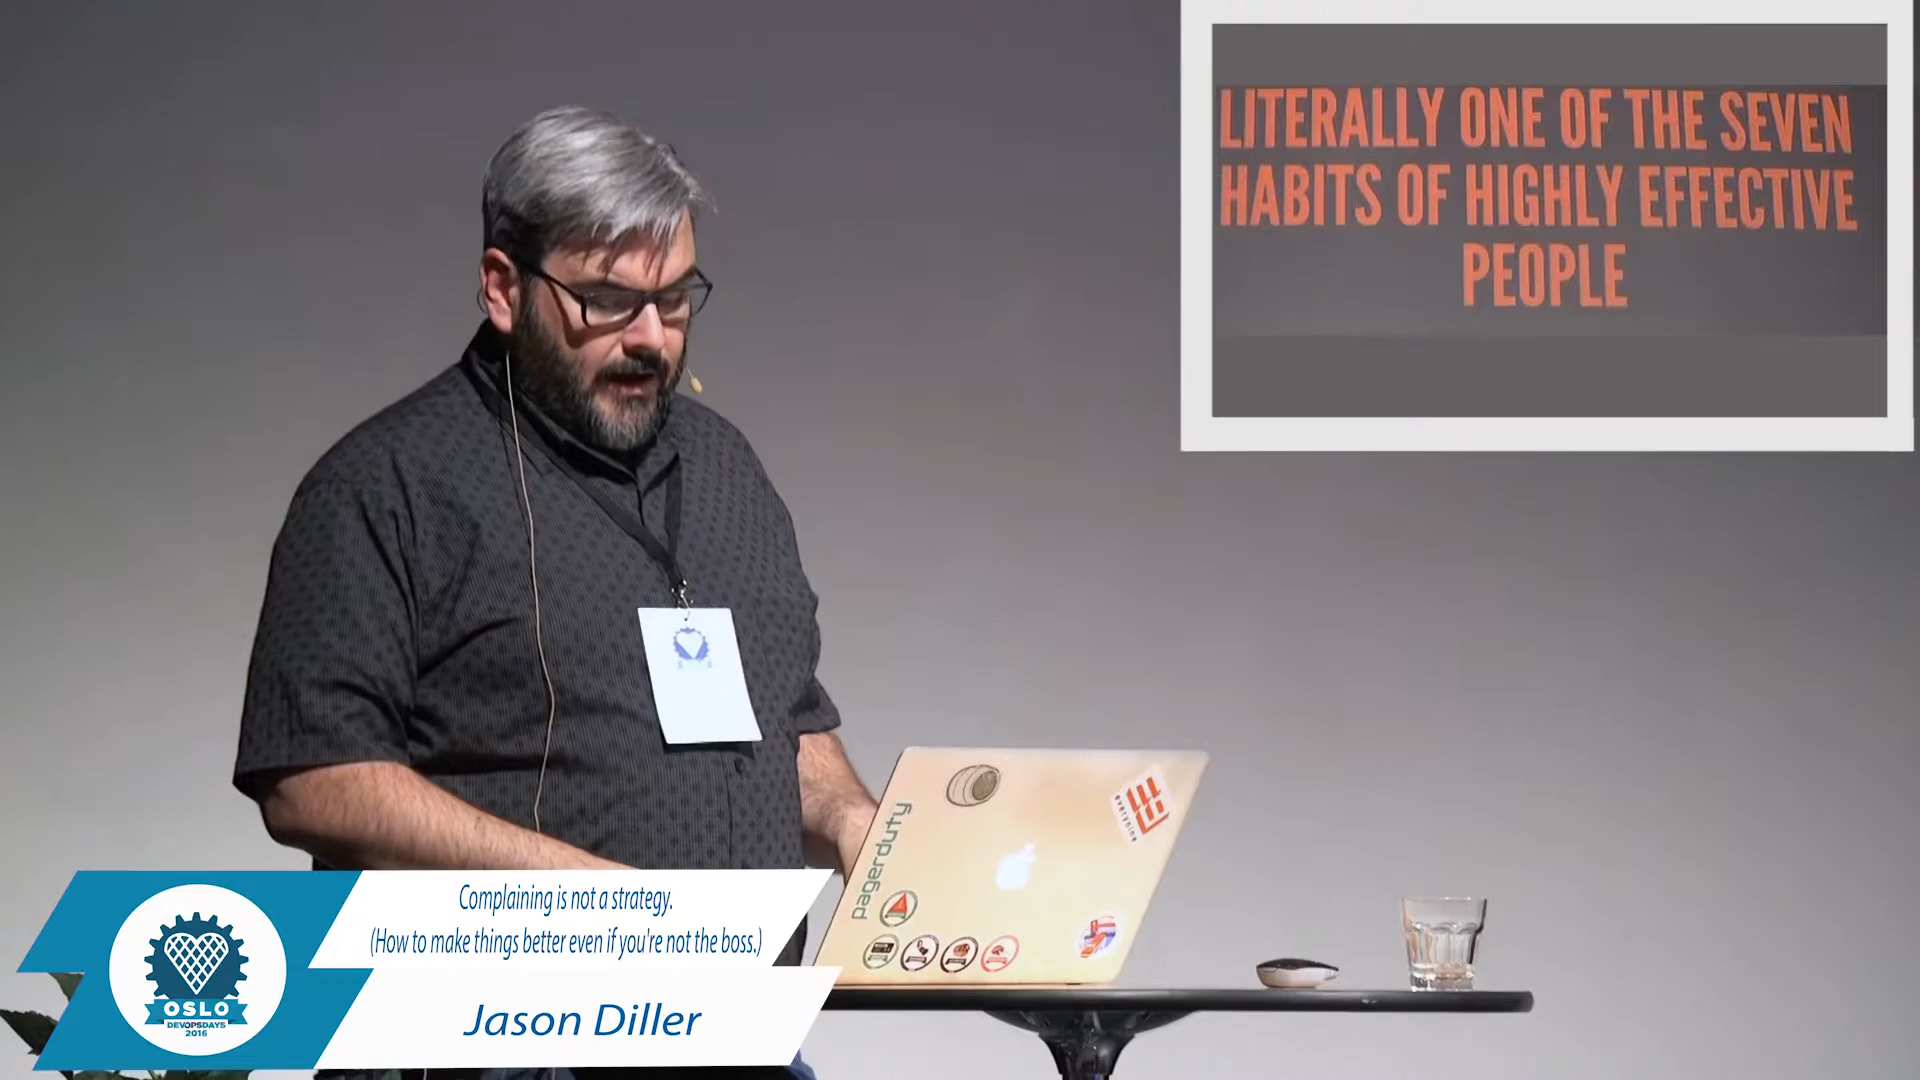 LITERALLY ONE OF THE SEVEN
HABITS OF HIGHLY EFFECTIVE
PEOPLE
pagerduty
everynine
Complaining is not a strategy.
(How to make things better even if you're not the boss.)
Jason Diller
OSLO
DEVOPSDAYS
2016